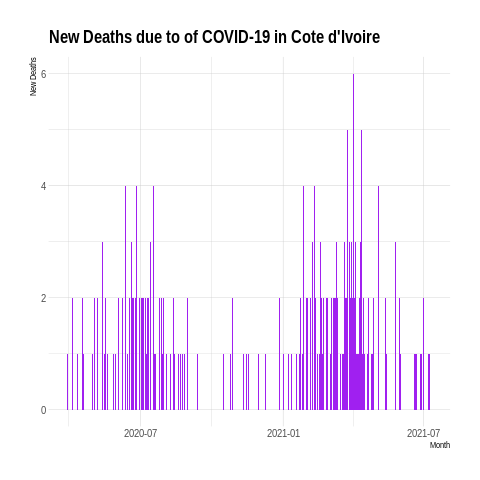 New Deaths due to of COVID-19 in Cote d'Ivoire
New Deaths
6
4
2
0
2020-07 2021-01 2021-07
Month